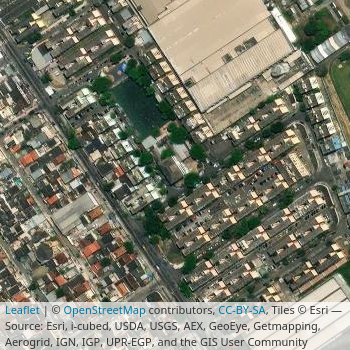 Leaflet | © OpenStreetMap contributors, CC-BY-SA, Tiles © Esri —
Source: Esri, i-cubed, USDA, USGS, AEX, GeoEye, Getmapping,
Aerogrid, IGN, IGP, UPR-EGP, and the GIS User Community